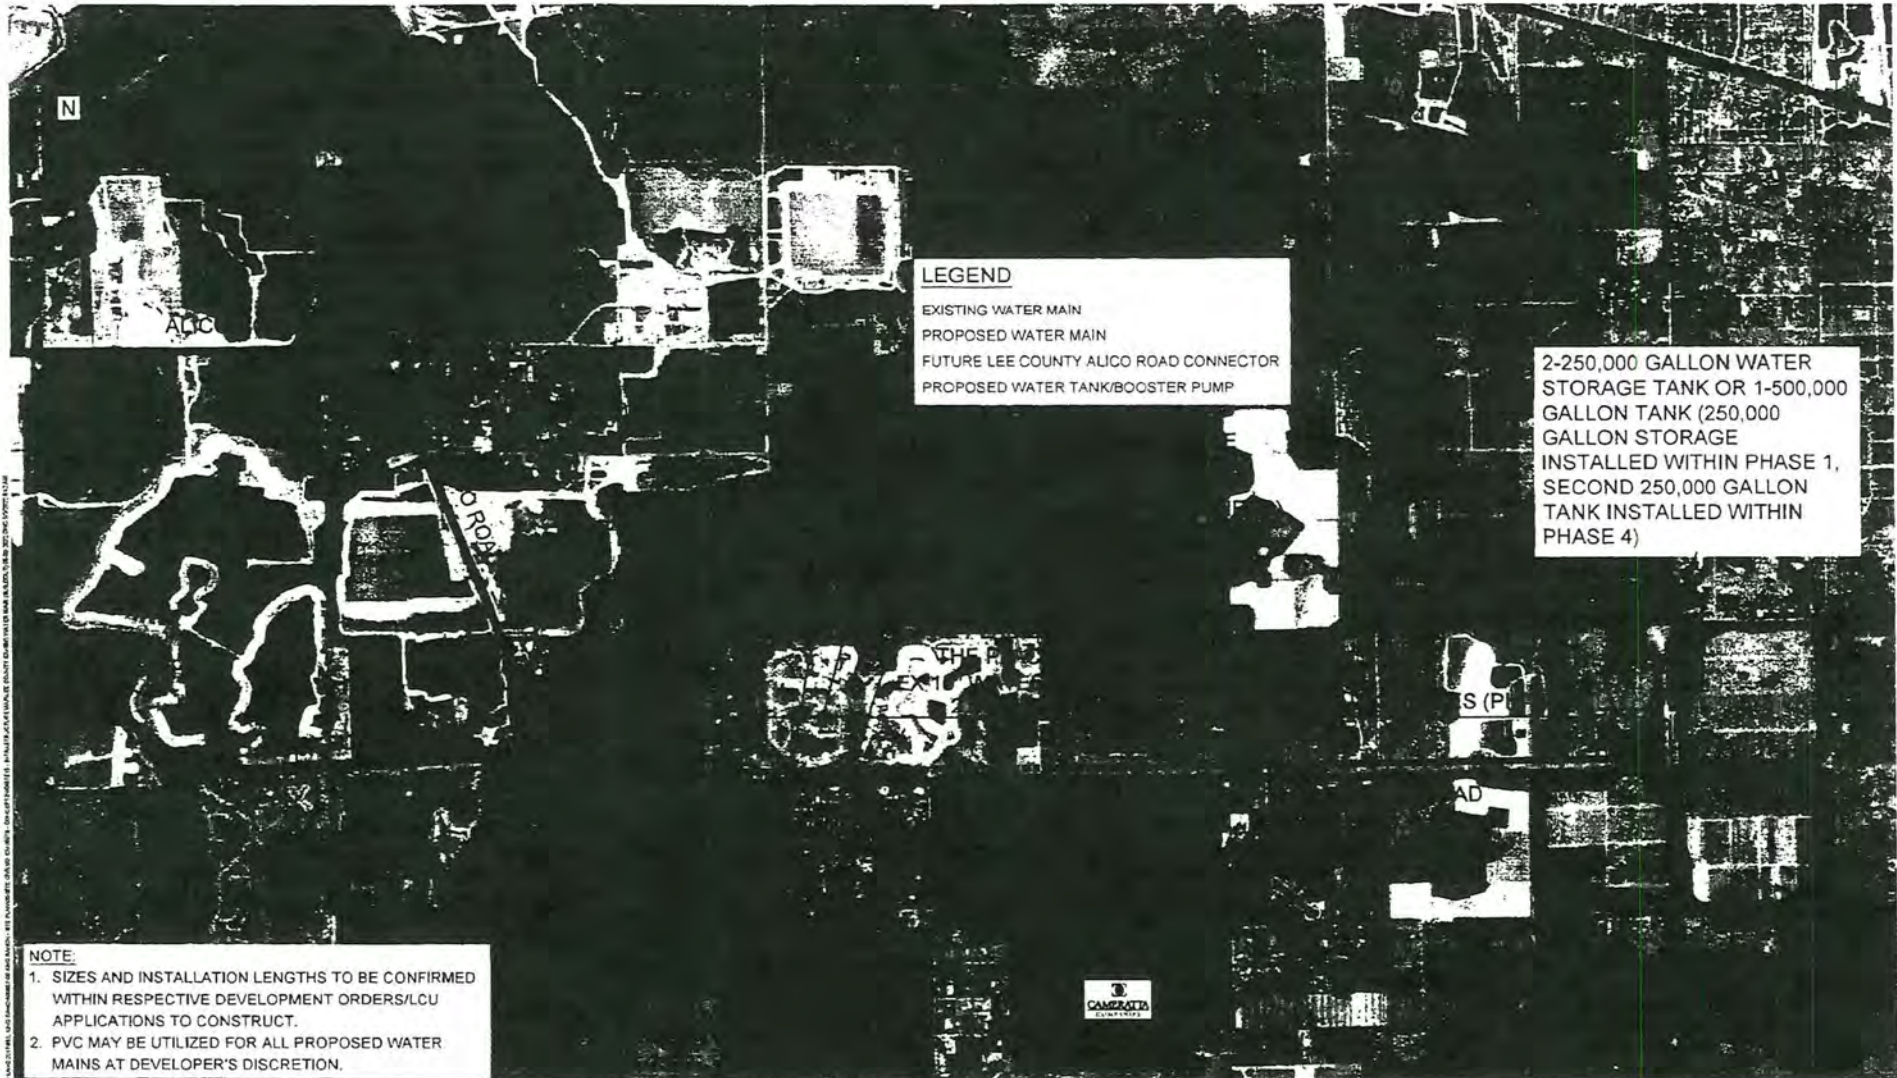 N
ALIC
LEGEND
EXISTING WATER MAIN
PROPOSED WATER MAIN
FUTURE LEE COUNTY ALICO ROAD CONNECTOR
PROPOSED WATER TANK/BOOSTER PUMP
2-250,000 GALLON WATER
STORAGE TANK OR 1-500,000
GALLON TANK (250,000
GALLON STORAGE
INSTALLED WITHIN PHASE 1,
SECOND 250,000 GALLON
TANK INSTALLED WITHIN
PHASE 4)
O ROA
THE P
EX 1
S (P
AD
NOTE:
1. SIZES AND INSTALLATION LENGTHS TO BE CONFIRMED
WITHIN RESPECTIVE DEVELOPMENT ORDERS/LCU
APPLICATIONS TO CONSTRUCT.
2. PVC MAY BE UTILIZED FOR ALL PROPOSED WATER
MAINS AT DEVELOPER'S DISCRETION.
CAMERATTA
COMPANIES